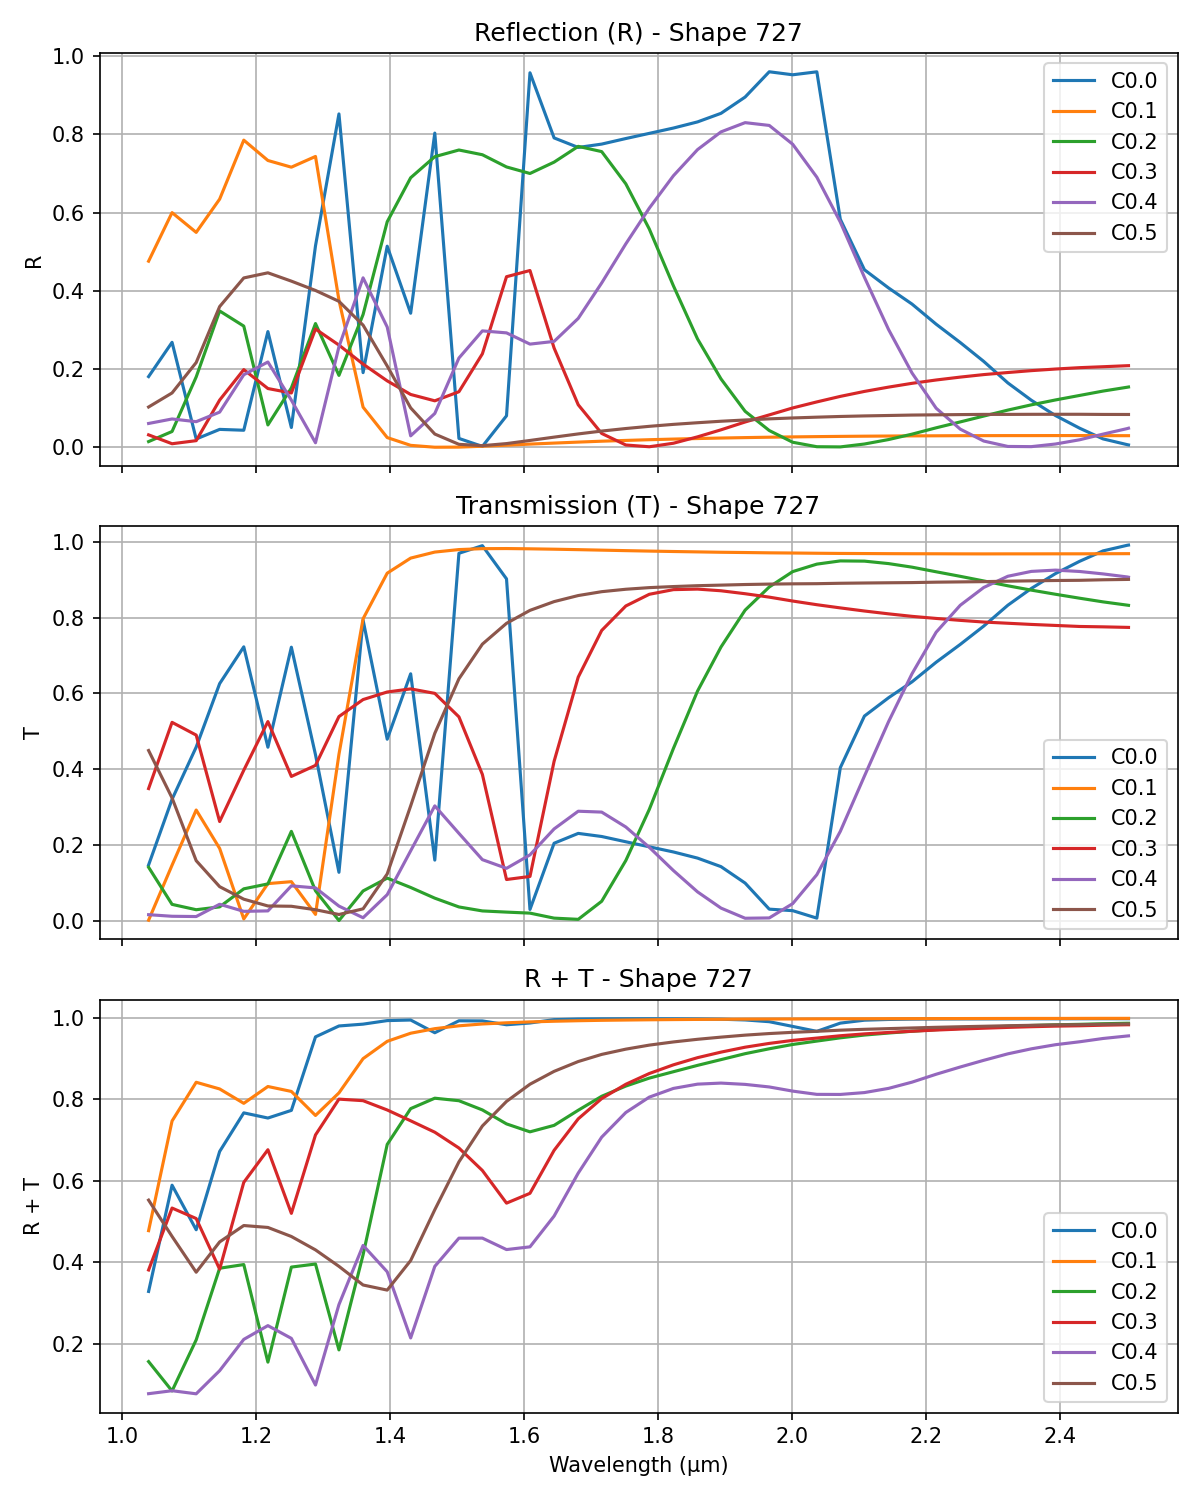 Reflection (R) - Shape 727
1.0
0.8
0.6
0.4
0.2
0.0
R
C0.0
C0.1
C0.2
C0.3
C0.4
C0.5
Transmission (T) - Shape 727
1.0
0.8
0.6
0.4
0.2
0.0
T
C0.0
C0.1
C0.2
C0.3
C0.4
C0.5
R + T - Shape 727
1.0
0.8
0.6
0.4
0.2
R + T
C0.0
C0.1
C0.2
C0.3
C0.4
C0.5
1.0 1.2 1.4 1.6 1.8 2.0 2.2 2.4
Wavelength (μm)